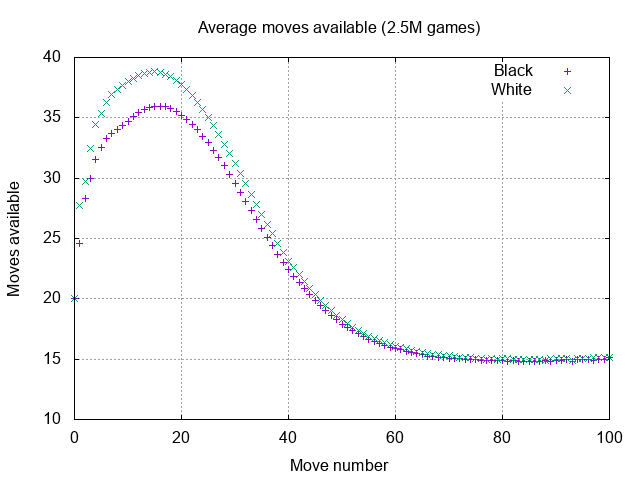 Average moves available (2.5M games)
40
35
30
25
20
15
10
Moves available
Black
White
0 20 40 60 80 100
Move number